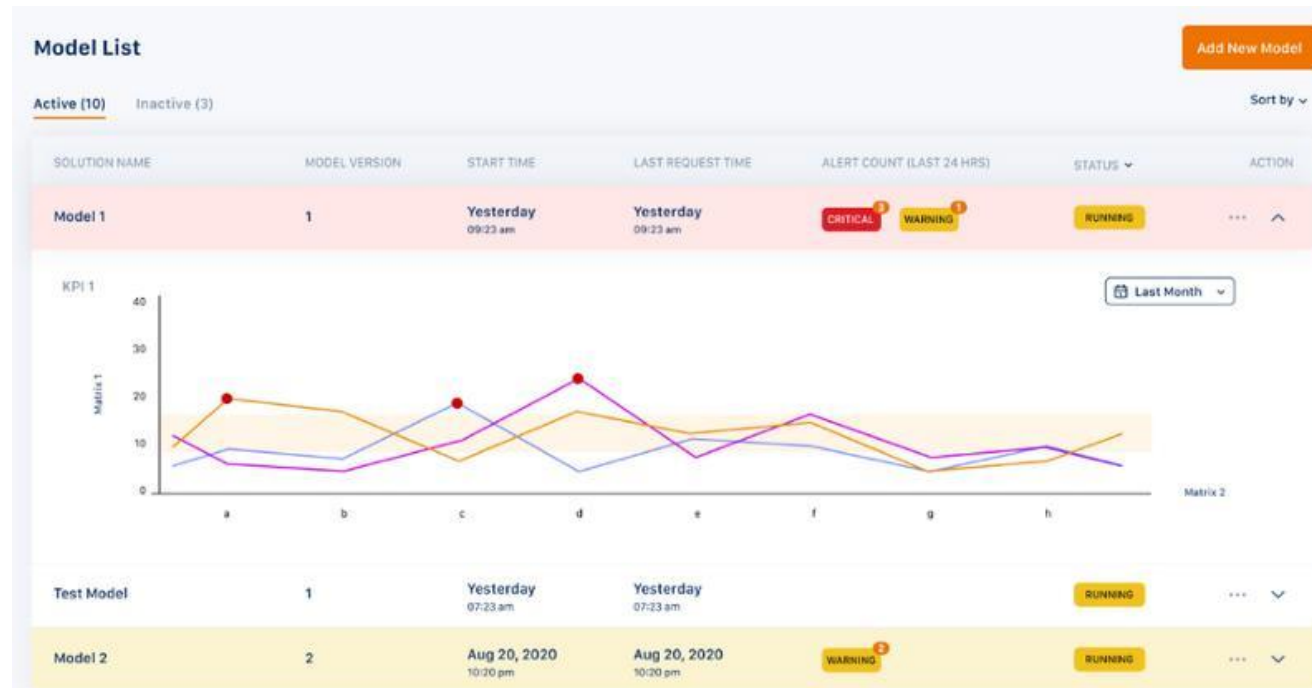 Model List
Add New Model
Active (10) Inactive (3)
Sort by
SOLUTION NAME MODEL VERSION START TIME LAST REQUEST TIME ALERT COUNT (LAST 24 HRS) STATUS ACTION
Model 1 1 Yesterday Yesterday CRITICAL 3 WARNING 1 RUNNING ...
09:23 am 09:23 am
KPI 1
Last Month
40
30
20
10
0
Matrix 1
a b c d e f g h
Matrix 2
Test Model 1 Yesterday Yesterday RUNNING ...
07:23 am 07:23 am
Model 2 2 Aug 20, 2020 Aug 20, 2020 WARNING 2 RUNNING ...
10:20 pm 10:20 pm